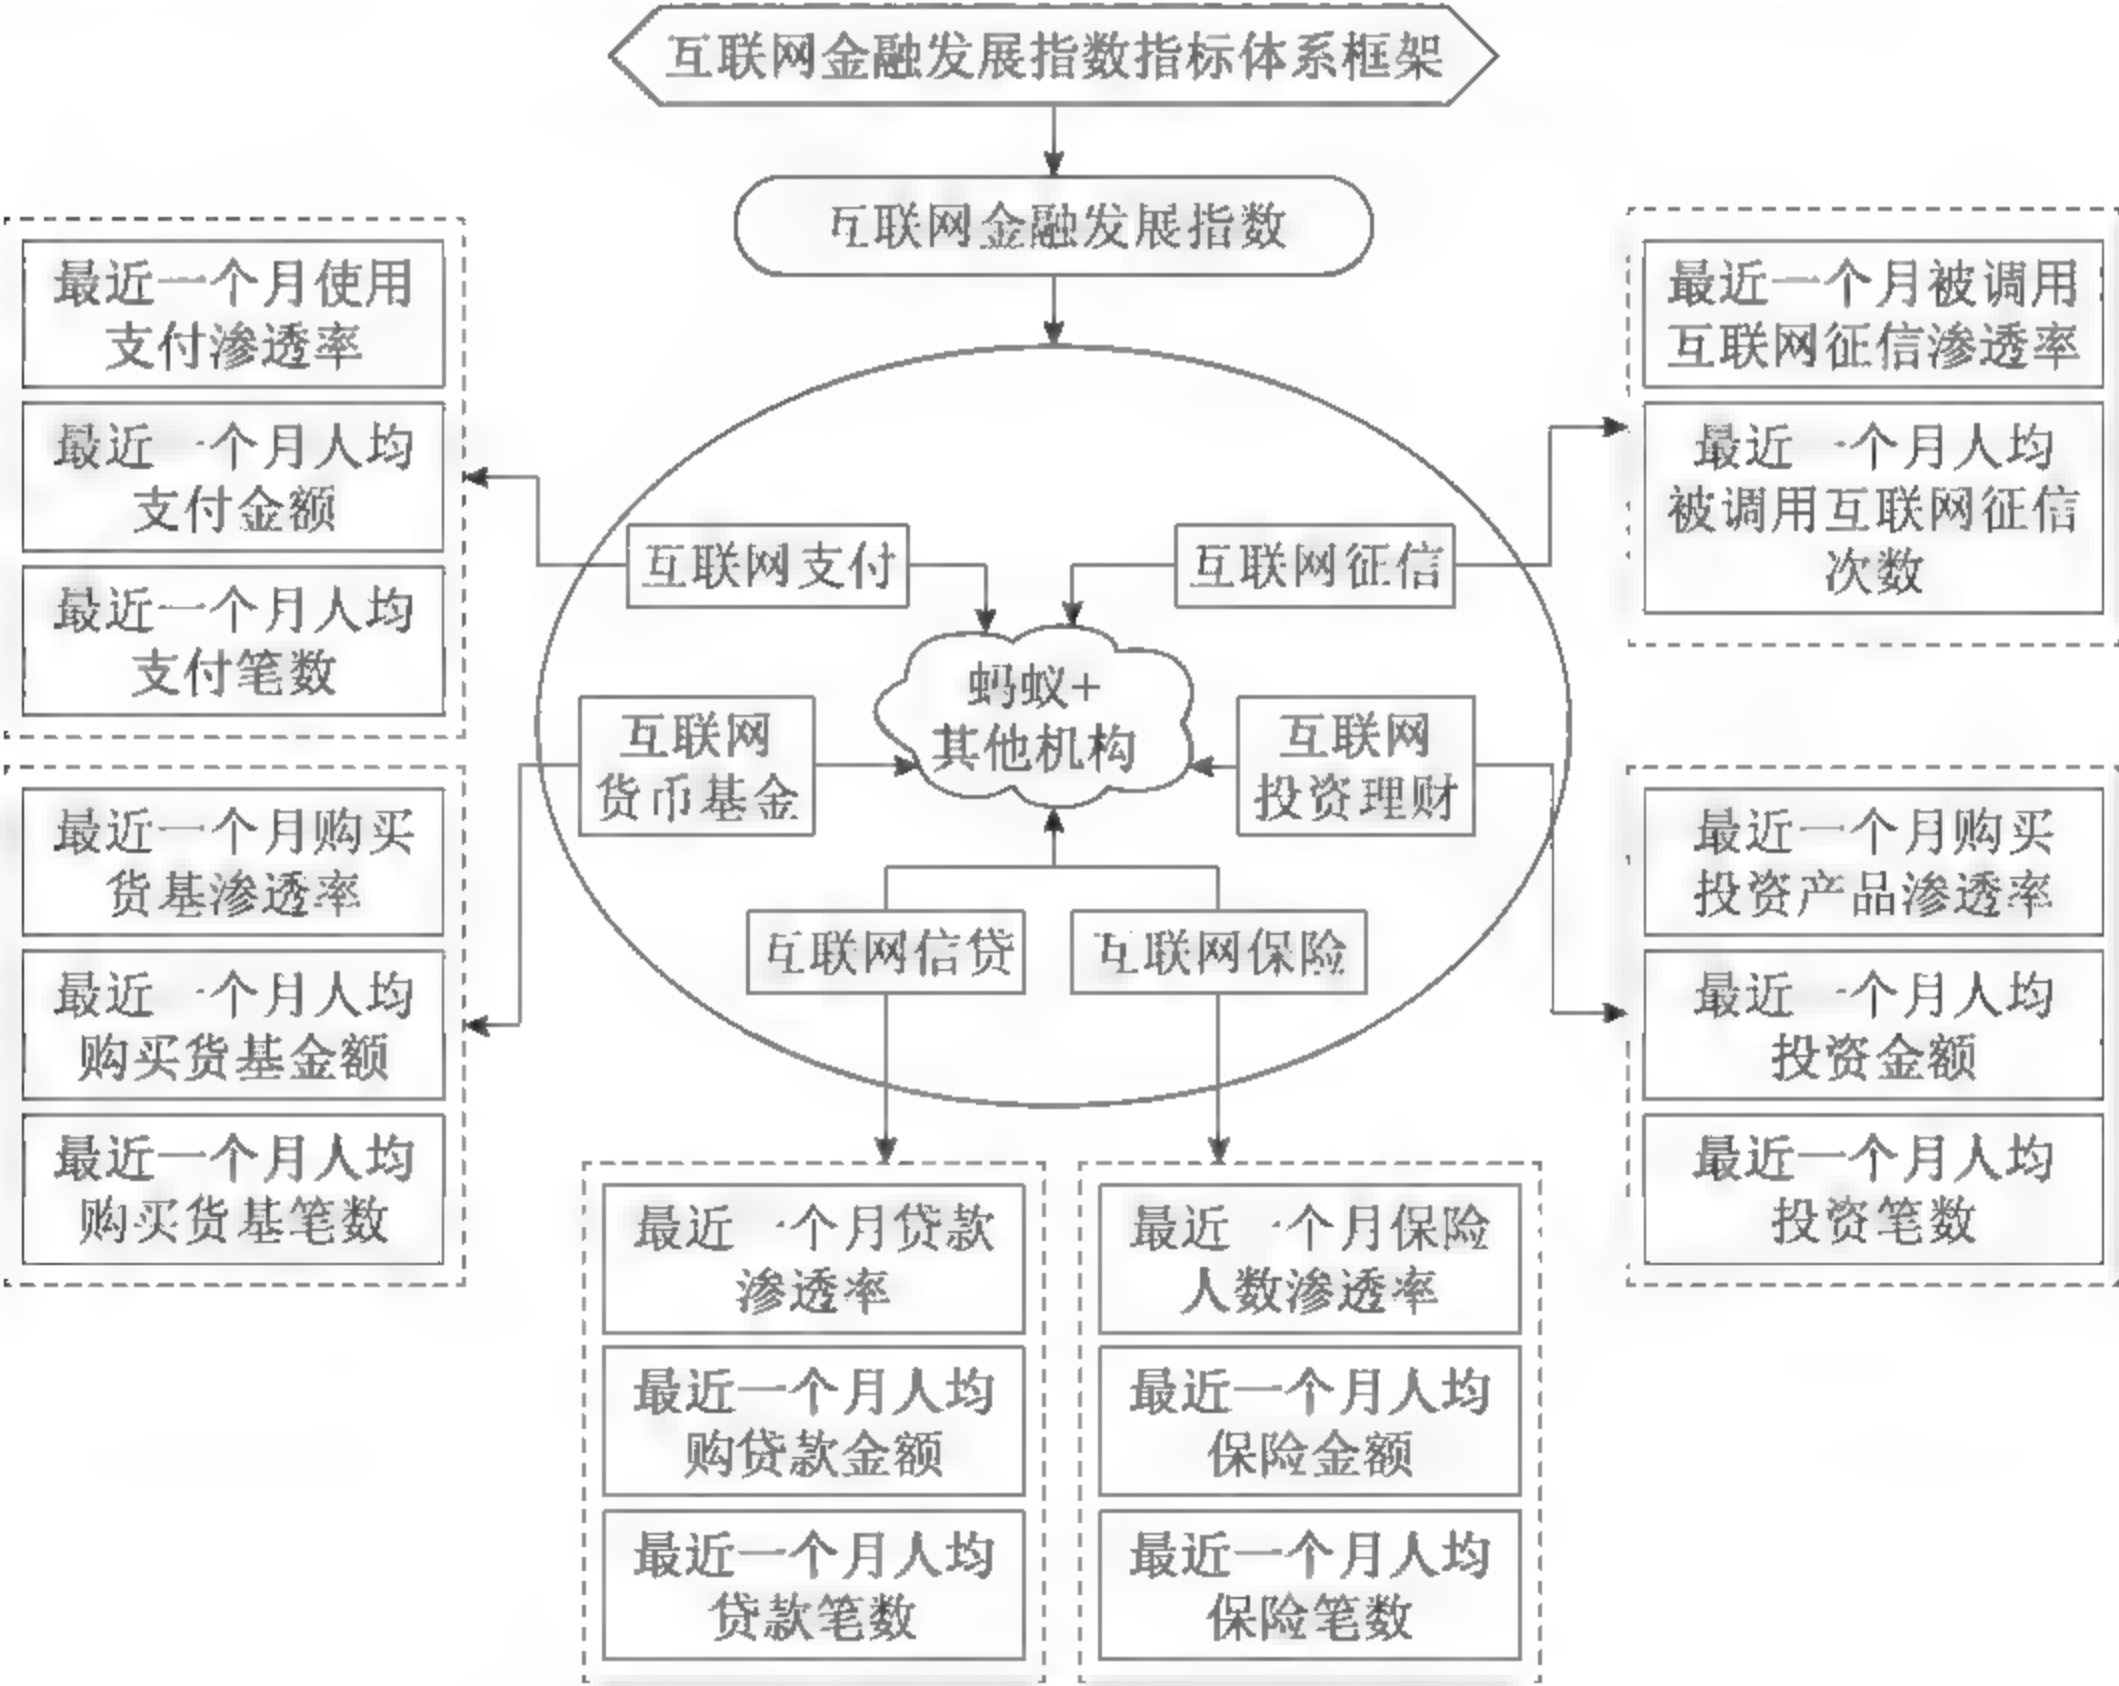 互联网金融发展指数指标体系框架
互联网金融发展指数
最近一个月使用
支付渗透率
最近一个月人均
支付金额
最近一个月人均
支付笔数
最近一个月购买
货基渗透率
最近一个月人均
购买货基金额
最近一个月人均
购买货基笔数
互联网支付
互联网征信
蚂蚁+
其他机构
互联网
货币基金
互联网
投资理财
互联网信贷
互联网保险
最近一个月被调用
互联网征信渗透率
最近一个月人均
被调用互联网征信
次数
最近一个月购买
投资产品渗透率
最近一个月人均
投资金额
最近一个月人均
投资笔数
最近一个月贷款
渗透率
最近一个月人均
购贷款金额
最近一个月人均
贷款笔数
最近一个月保险
人数渗透率
最近一个月人均
保险金额
最近一个月人均
保险笔数